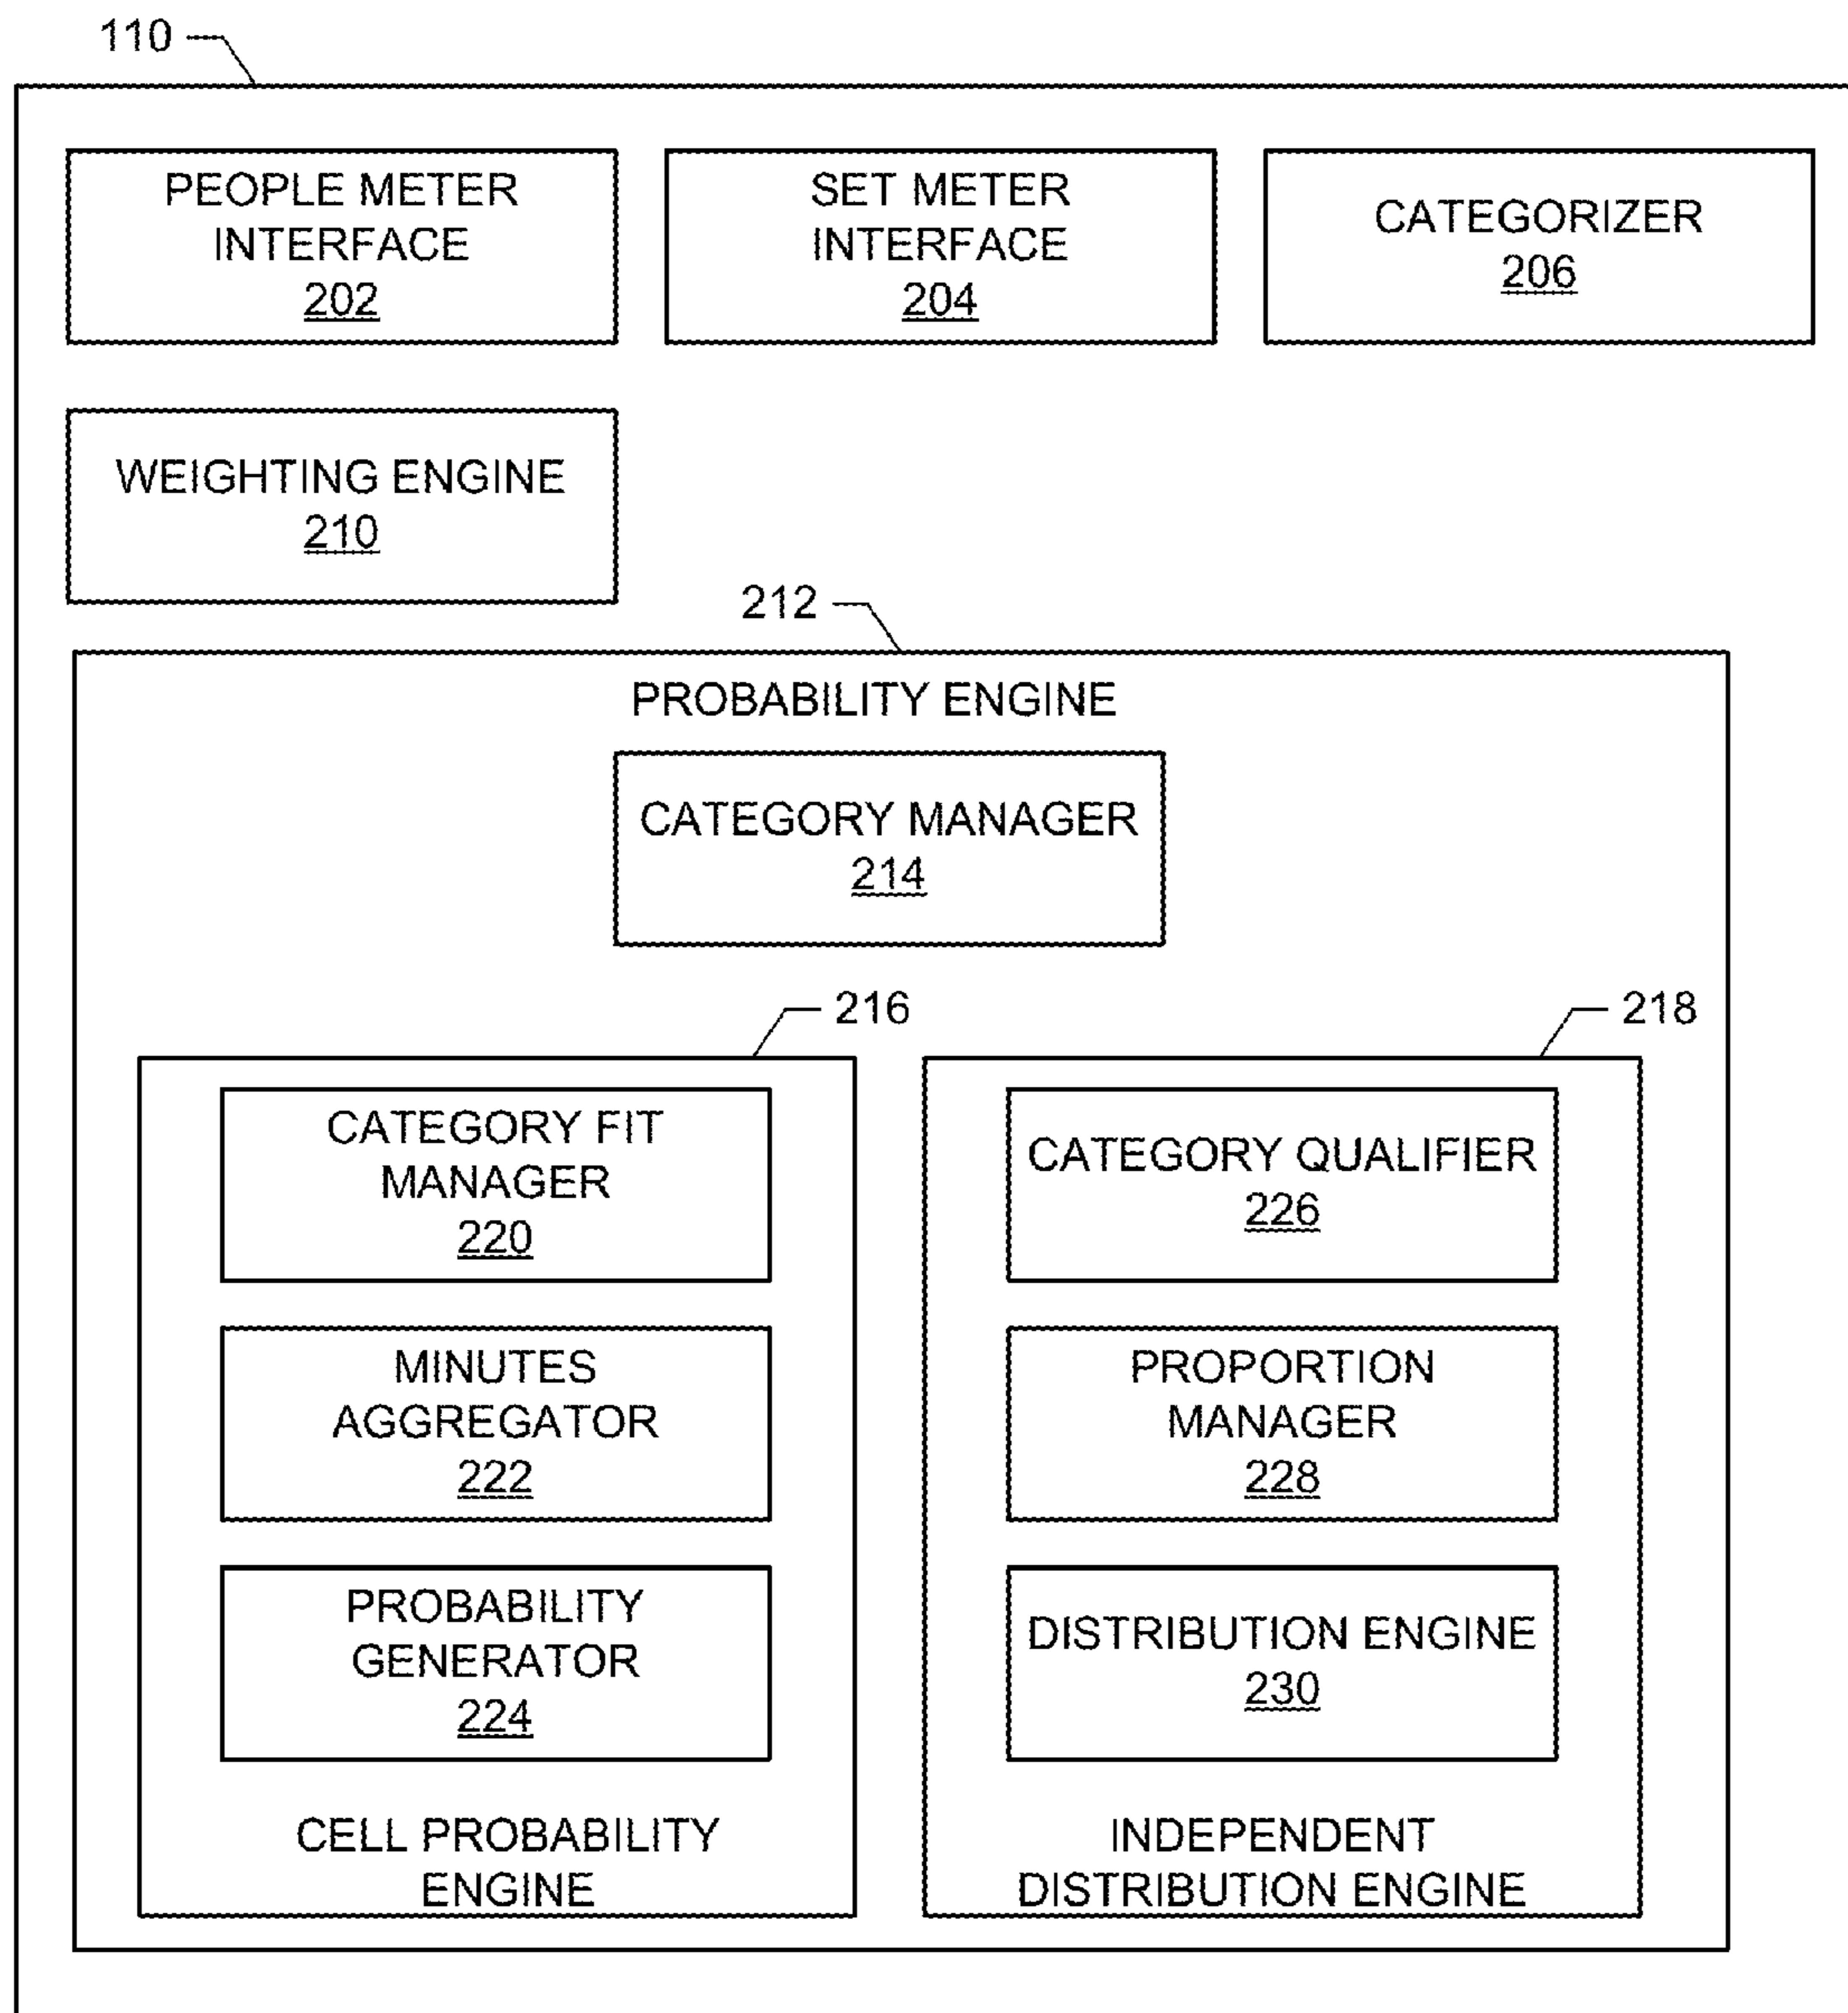 110
PEOPLE METER
INTERFACE
202
SET METER
INTERFACE
204
CATEGORIZER
206
WEIGHTING ENGINE
210
212
PROBABILITY ENGINE
CATEGORY MANAGER
214
216
CATEGORY FIT
MANAGER
220
MINUTES
AGGREGATOR
222
PROBABILITY
GENERATOR
224
CELL PROBABILITY
ENGINE
218
CATEGORY QUALIFIER
226
PROPORTION
MANAGER
228
DISTRIBUTION ENGINE
230
INDEPENDENT
DISTRIBUTION ENGINE